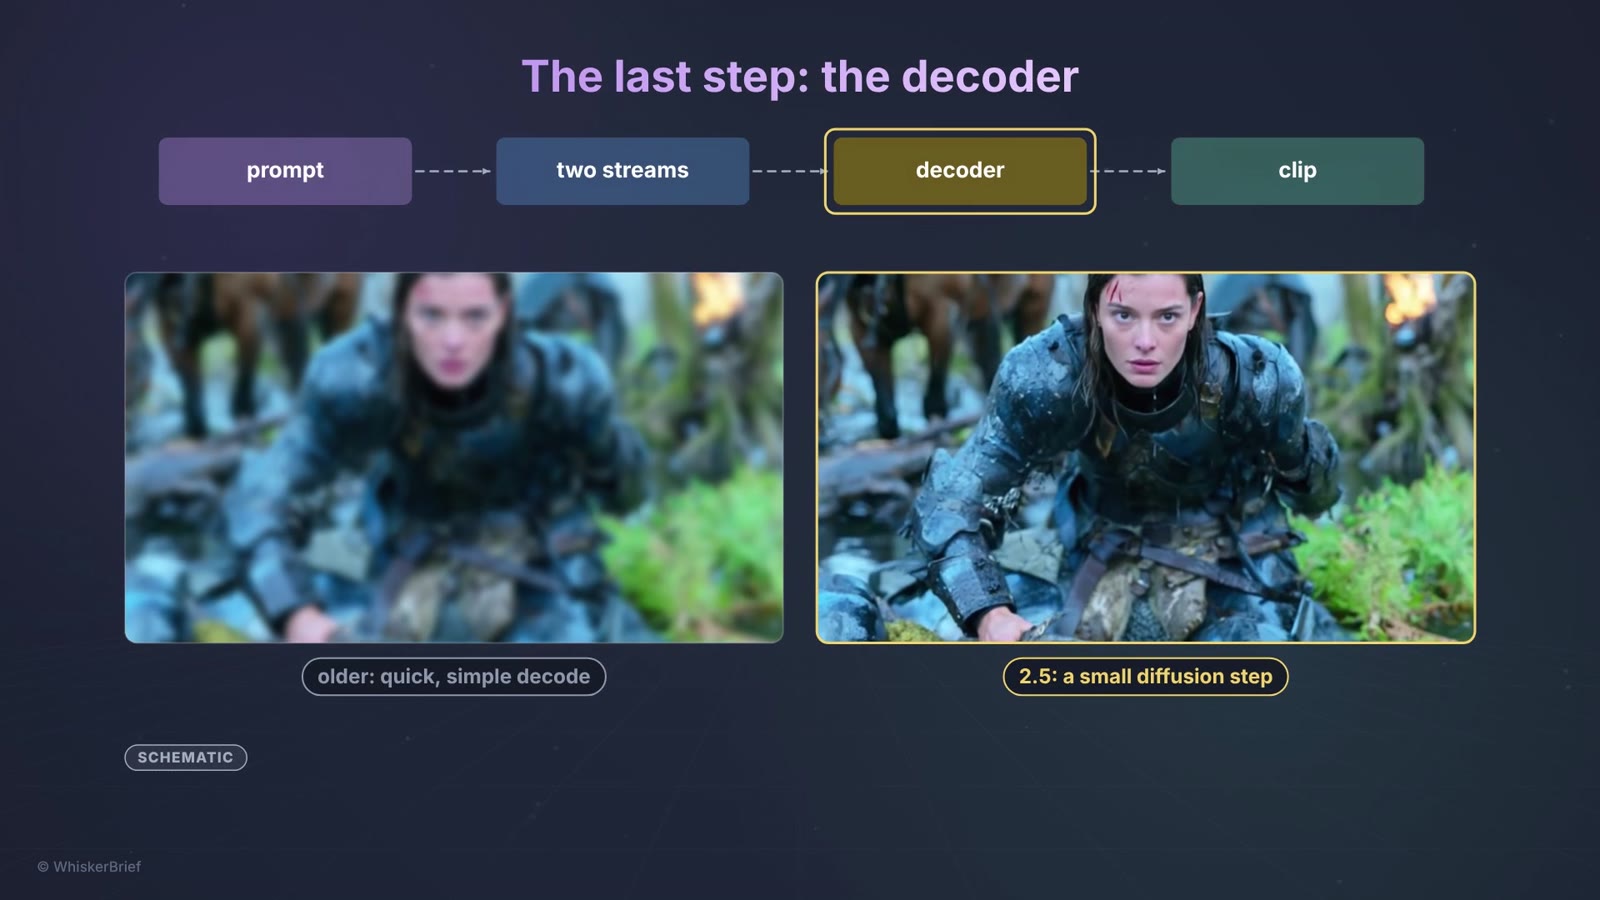 The last step: the decoder
prompt
two streams
decoder
clip
older: quick, simple decode
2.5: a small diffusion step
SCHEMATIC
© WhiskerBrief